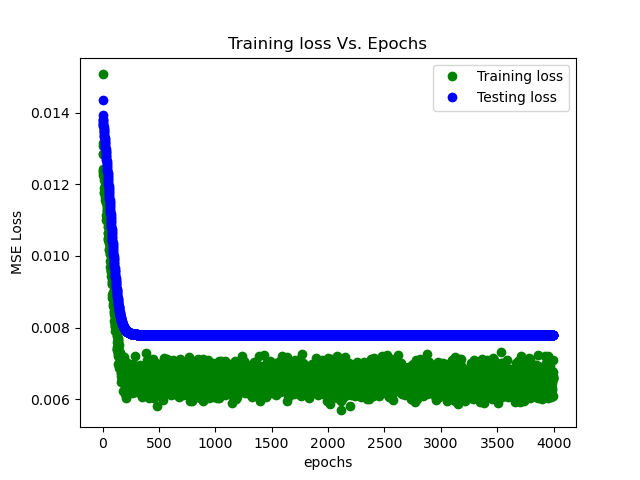 Training loss Vs. Epochs
Training loss
Testing loss
MSE Loss
0.014
0.012
0.010
0.008
0.006
0 500 1000 1500 2000 2500 3000 3500 4000
epochs